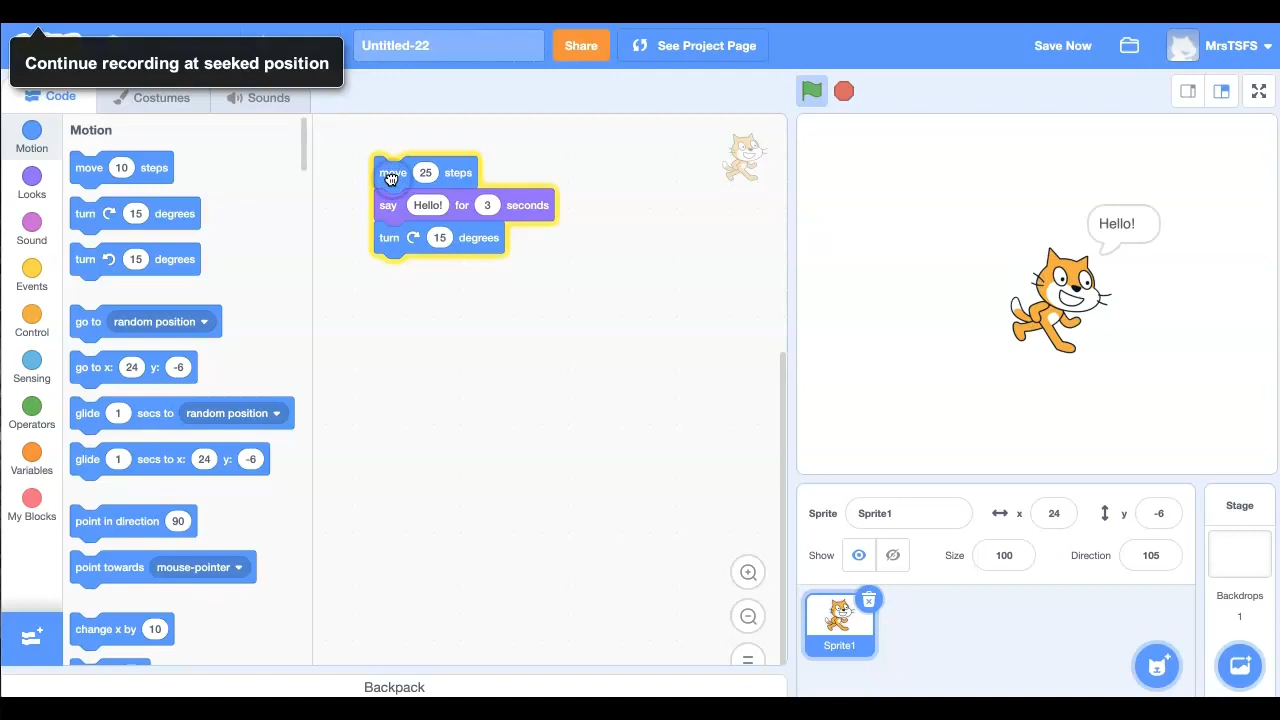 Continue recording at seeked position
Untitled-22
Share
See Project Page
Save Now
MrsTSFS
Code
Costumes
Sounds
Motion
Looks
Sound
Events
Control
Sensing
Operators
Variables
My Blocks
Motion
move 10 steps
turn 15 degrees
turn 15 degrees
go to random position
go to x: 24 y: -6
glide 1 secs to random position
glide 1 secs to x: 24 y: -6
point in direction 90
point towards mouse-pointer
change x by 10
move 25 steps
say Hello! for 3 seconds
turn 15 degrees
Backpack
Hello!
Sprite Sprite1 x 24 y -6
Show Size 100 Direction 105
Sprite1
Stage
Backdrops
1